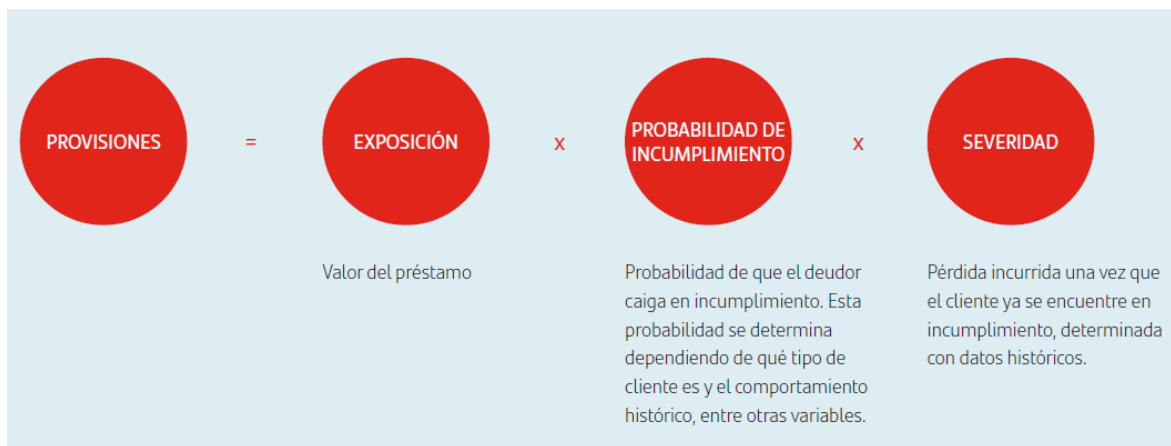 PROVISIONES
=
EXPOSICIÓN
x
PROBABILIDAD DE
INCUMPLIMIENTO
x
SEVERIDAD
Valor del préstamo
Probabilidad de que el deudor
caiga en incumplimiento. Esta
probabilidad se determina
dependiendo de qué tipo de
cliente es y el comportamiento
histórico, entre otras variables.
Pérdida incurrida una vez que
el cliente ya se encuentre en
incumplimiento, determinada
con datos históricos.